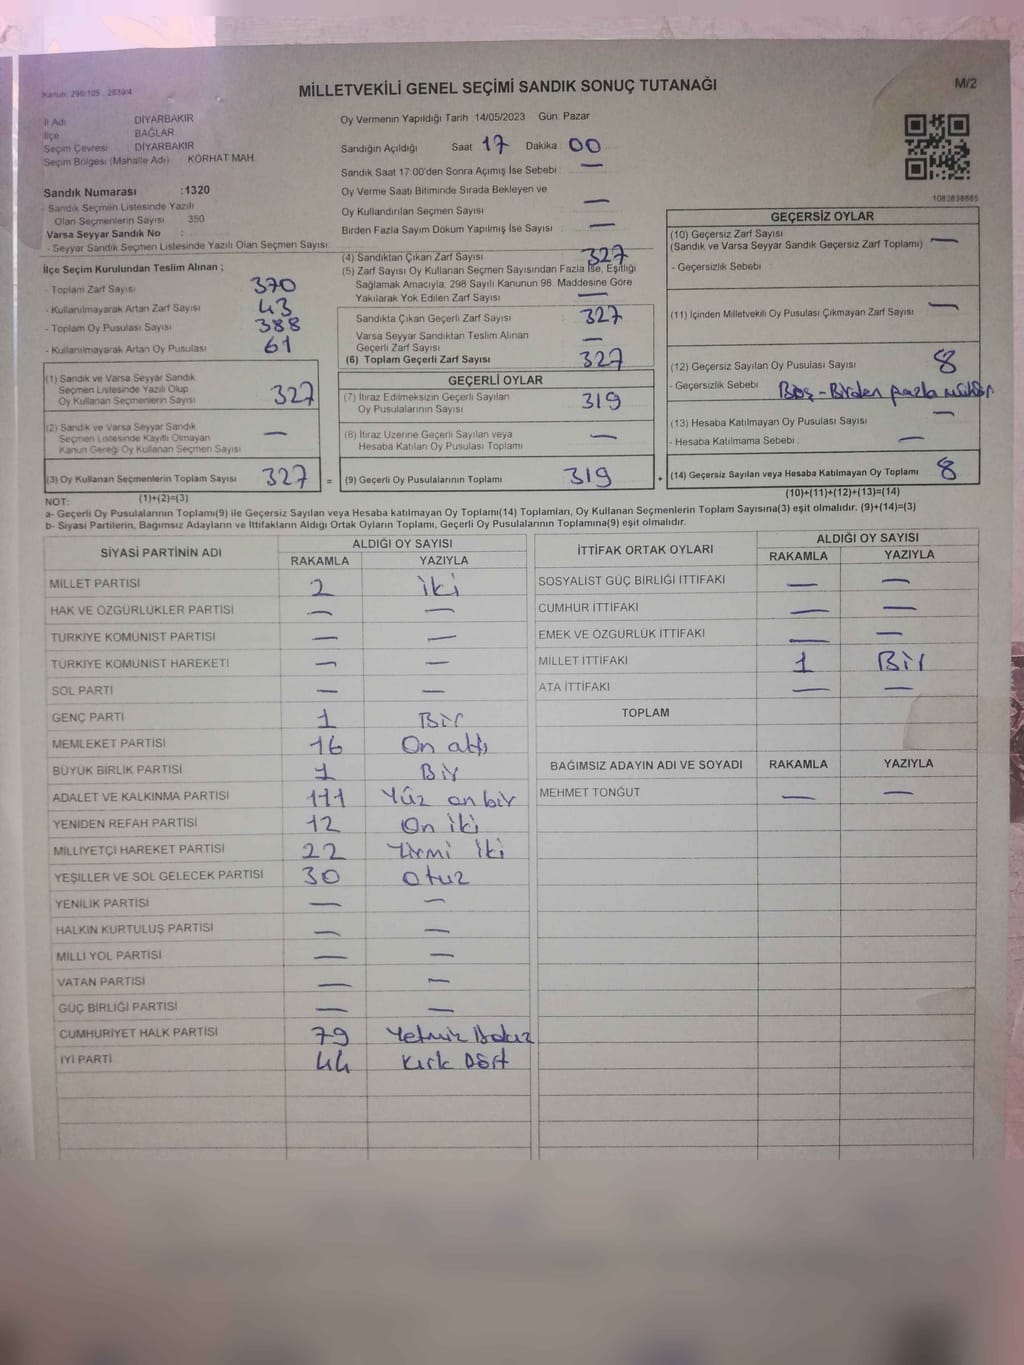 Kanun: 298/105 , 2839/4
MİLLETVEKİLİ GENEL SEÇİMİ SANDIK SONUÇ TUTANAĞI
M/2
İl Adı : DİYARBAKIR
İlçe : BAĞLAR
Seçim Çevresi : DİYARBAKIR
Seçim Bölgesi (Mahalle Adı) KORHAT MAH.
Sandık Numarası :1320
- Sandık Seçmen Listesinde Yazılı
Olan Seçmenlerin Sayısı 350
Varsa Seyyar Sandık No :
- Seyyar Sandık Seçmen Listesinde Yazılı Olan Seçmen Sayısı
Oy Vermenin Yapıldığı Tarih :14/05/2023 Gün: Pazar
Sandığın Açıldığı Saat 17 Dakika 00
Sandık Saat 17:00'den Sonra Açımış İse Sebebi : —
Oy Verme Saati Bitiminde Sırada Bekleyen ve
Oy Kullandırılan Seçmen Sayısı —
Birden Fazla Sayım Döküm Yapılmış İse Sayısı —
1083638665
İlçe Seçim Kurulundan Teslim Alınan ;
- Toplam Zarf Sayısı 370
- Kullanılmayarak Artan Zarf Sayısı 43
- Toplam Oy Pusulası Sayısı 388
- Kullanılmayarak Artan Oy Pusulası 61
(4) Sandıktan Çıkan Zarf Sayısı 327
(5) Zarf Sayısı Oy Kullanan Seçmen Sayısından Fazla İse, Eşitliği
Sağlamak Amacıyla; 298 Sayılı Kanunun 98. Maddesine Göre
Yakılarak Yok Edilen Zarf Sayısı —
Sandıkta Çıkan Geçerli Zarf Sayısı 327
Varsa Seyyar Sandıktan Teslim Alınan
Geçerli Zarf Sayısı —
(6) Toplam Geçerli Zarf Sayısı 327
GEÇERSİZ OYLAR
(10) Geçersiz Zarf Sayısı —
(Sandık ve Varsa Seyyar Sandık Geçersiz Zarf Toplamı)
- Geçersizlik Sebebi :
(11) İçinden Milletvekili Oy Pusulası Çıkmayan Zarf Sayısı —
(12) Geçersiz Sayılan Oy Pusulası Sayısı 8
- Geçersizlik Sebebi Boş - Birden fazla mühür
(13) Hesaba Katılmayan Oy Pusulası Sayısı —
- Hesaba Katılmama Sebebi : —
(14) Geçersiz Sayılan veya Hesaba Katılmayan Oy Toplamı 8
(10)+(11)+(12)+(13)=(14)
(1) Sandık ve Varsa Seyyar Sandık
Seçmen Listesinde Yazılı Olup
Oy Kullanan Seçmenlerin Sayısı 327
(2) Sandık ve Varsa Seyyar Sandık
Seçmen Listesinde Kayıtlı Olmayan
Kanun Gereği Oy Kullanan Seçmen Sayısı —
(3) Oy Kullanan Seçmenlerin Toplam Sayısı 327 =
(1)+(2)=(3)
GEÇERLİ OYLAR
(7) İtiraz Edilmeksizin Geçerli Sayılan
Oy Pusulalarının Sayısı 319
(8) İtiraz Üzerine Geçerli Sayılan veya
Hesaba Katılan Oy Pusulası Toplamı —
(9) Geçerli Oy Pusulalarının Toplamı 319 +
NOT:
a- Geçerli Oy Pusulalarının Toplamı(9) ile Geçersiz Sayılan veya Hesaba katılmayan Oy Toplamı(14) Toplamları, Oy Kullanan Seçmenlerin Toplam Sayısına(3) eşit olmalıdır. (9)+(14)=(3)
b- Siyasi Partilerin, Bağımsız Adayların ve İttifakların Aldığı Ortak Oyların Toplamı, Geçerli Oy Pusulalarının Toplamına(9) eşit olmalıdır.
SİYASİ PARTİNİN ADI ALDIĞI OY SAYISI
RAKAMLA YAZIYLA
MİLLET PARTİSİ 2 iki
HAK VE ÖZGÜRLÜKLER PARTİSİ — —
TÜRKİYE KOMÜNİST PARTİSİ — —
TÜRKİYE KOMÜNİST HAREKETİ — —
SOL PARTİ — —
GENÇ PARTİ 1 Bir
MEMLEKET PARTİSİ 16 On altı
BÜYÜK BİRLİK PARTİSİ 1 Bir
ADALET VE KALKINMA PARTİSİ 111 Yüz on bir
YENİDEN REFAH PARTİSİ 12 On iki
MİLLİYETÇİ HAREKET PARTİSİ 22 Yirmi iki
YEŞİLLER VE SOL GELECEK PARTİSİ 30 Otuz
YENİLİK PARTİSİ — —
HALKIN KURTULUŞ PARTİSİ — —
MİLLİ YOL PARTİSİ — —
VATAN PARTİSİ — —
GÜÇ BİRLİĞİ PARTİSİ — —
CUMHURİYET HALK PARTİSİ 79 Yetmiş Dokuz
İYİ PARTİ 44 Kırk Dört
İTTİFAK ORTAK OYLARI ALDIĞI OY SAYISI
RAKAMLA YAZIYLA
SOSYALİST GÜÇ BİRLİĞİ İTTİFAKI — —
CUMHUR İTTİFAKI — —
EMEK VE ÖZGÜRLÜK İTTİFAKI — —
MİLLET İTTİFAKI 1 Bir
ATA İTTİFAKI — —
TOPLAM
BAĞIMSIZ ADAYIN ADI VE SOYADI RAKAMLA YAZIYLA
MEHMET TONĞUT — —